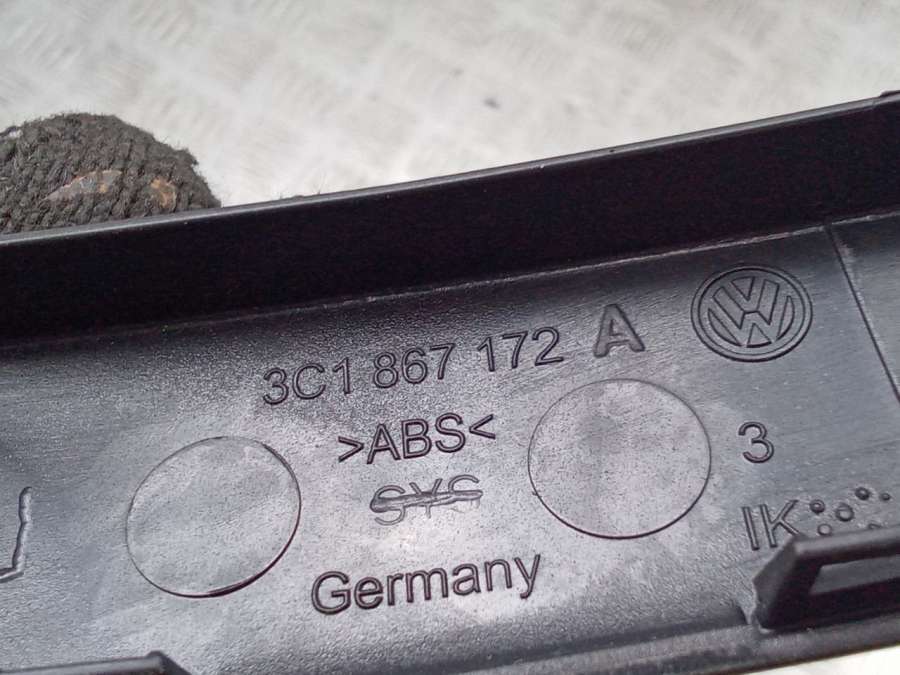 3C1 867 172 A
>ABS<
SYS
3
IK
Germany